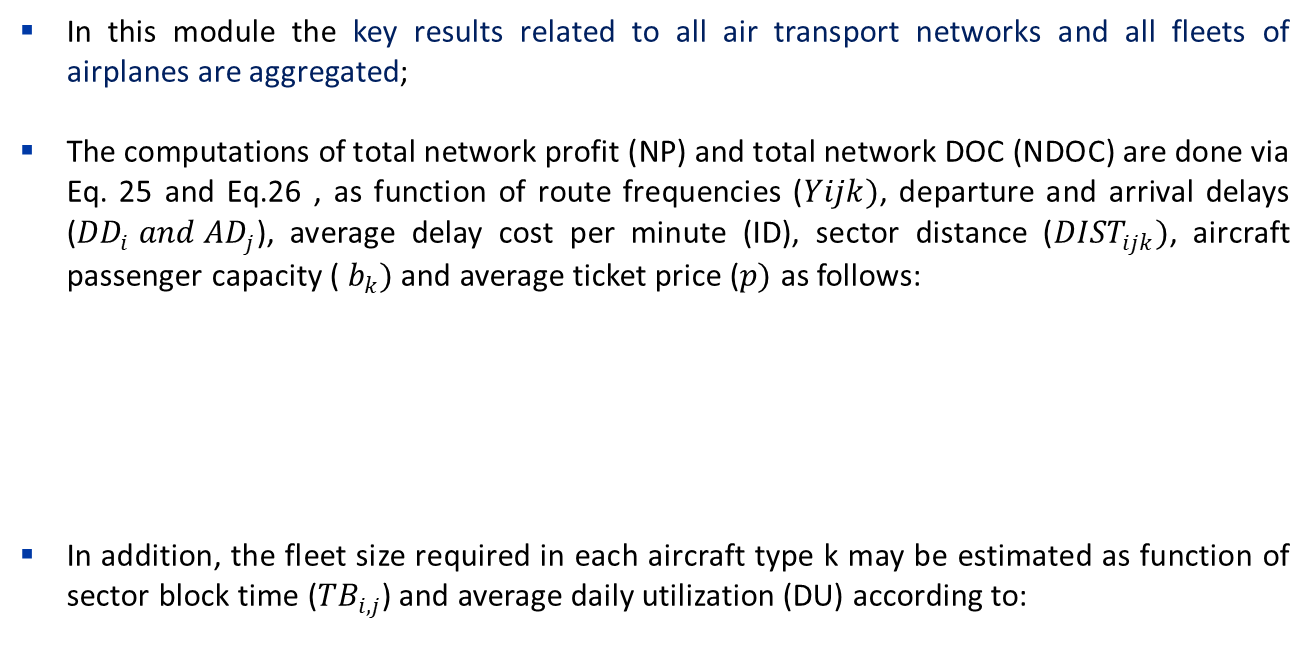 ▪ In this module the key results related to all air transport networks and all fleets of
airplanes are aggregated;
▪ The computations of total network profit (NP) and total network DOC (NDOC) are done via
Eq. 25 and Eq.26 , as function of route frequencies (Yijk), departure and arrival delays
(DD_i and AD_j), average delay cost per minute (ID), sector distance (DIST_ijk), aircraft
passenger capacity ( b_k) and average ticket price (p) as follows:
▪ In addition, the fleet size required in each aircraft type k may be estimated as function of
sector block time (TB_i,j) and average daily utilization (DU) according to: